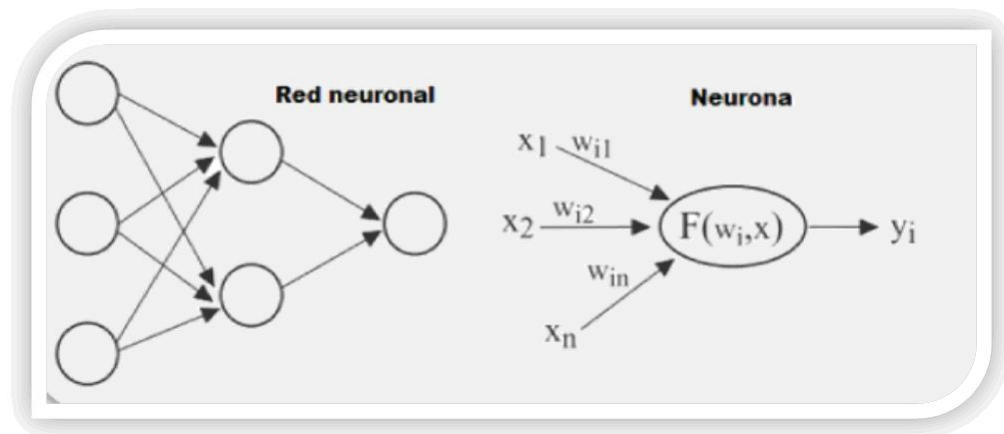 Red neuronal
Neurona
x1 wi1
x2 wi2
F(wi,x)
yi
win
xn